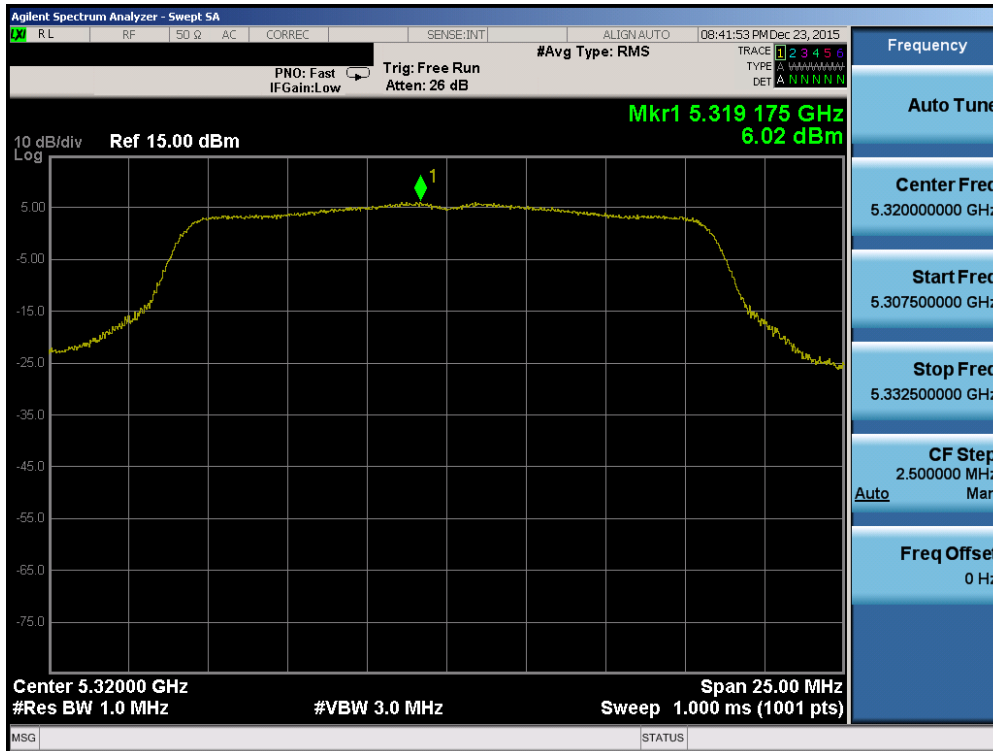 Agilent Spectrum Analyzer - Swept SA
LXI RL RF 50 Ω AC CORREC SENSE:INT ALIGN AUTO 08:41:53 PM Dec 23, 2015
#Avg Type: RMS TRACE 1 2 3 4 5 6
PNO: Fast Trig: Free Run TYPE A WWWWW
IFGain:Low Atten: 26 dB DET A N N N N N
Mkr1 5.319 175 GHz
10 dB/div Ref 15.00 dBm 6.02 dBm
Log
1
5.00
-5.00
-15.0
-25.0
-35.0
-45.0
-55.0
-65.0
-75.0
Center 5.32000 GHz Span 25.00 MHz
#Res BW 1.0 MHz #VBW 3.0 MHz Sweep 1.000 ms (1001 pts)
MSG STATUS
Frequency
Auto Tune
Center Freq
5.320000000 GHz
Start Freq
5.307500000 GHz
Stop Freq
5.332500000 GHz
CF Step
2.500000 MHz
Auto Man
Freq Offset
0 Hz